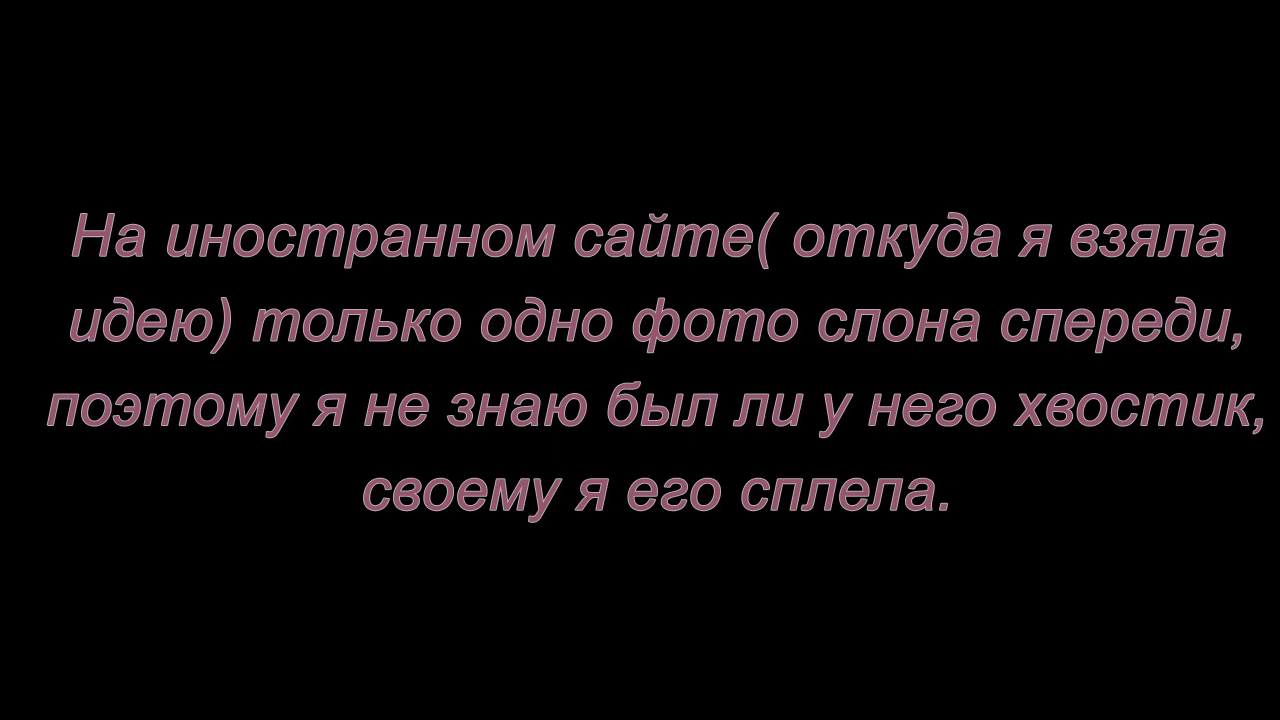 На иностранном сайте( откуда я взяла
идею) только одно фото слона спереди,
поэтому я не знаю был ли у него хвостик,
своему я его сплела.